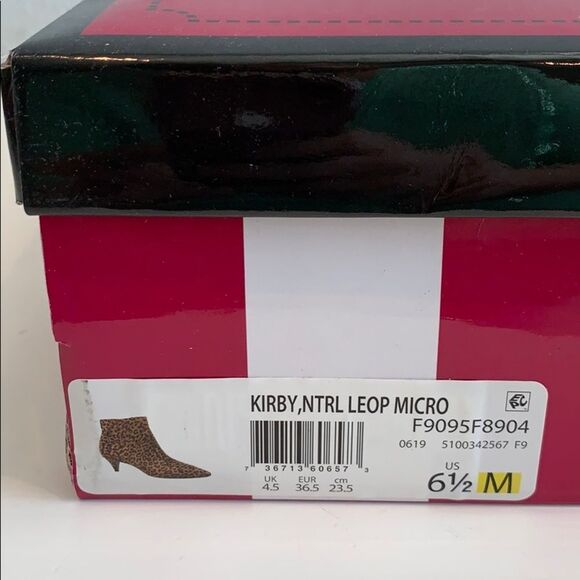 KIRBY,NTRL LEOP MICRO
F9095F8904
0619 5100342567 F9
7 36713 60657 3
UK EUR cm US
4.5 36.5 23.5 6½ M